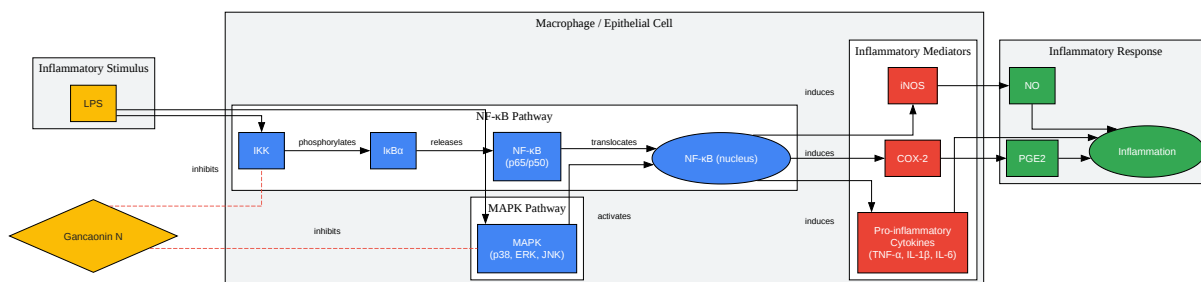 Macrophage / Epithelial Cell
Inflammatory Stimulus
LPS
NF-κB Pathway
IKK
phosphorylates
IκBα
releases
NF-κB
(p65/p50)
translocates
NF-κB (nucleus)
inhibits
Gancaonin N
inhibits
MAPK Pathway
MAPK
(p38, ERK, JNK)
activates
induces
induces
induces
Inflammatory Mediators
iNOS
COX-2
Pro-inflammatory
Cytokines
(TNF-α, IL-1β, IL-6)
Inflammatory Response
NO
PGE2
Inflammation